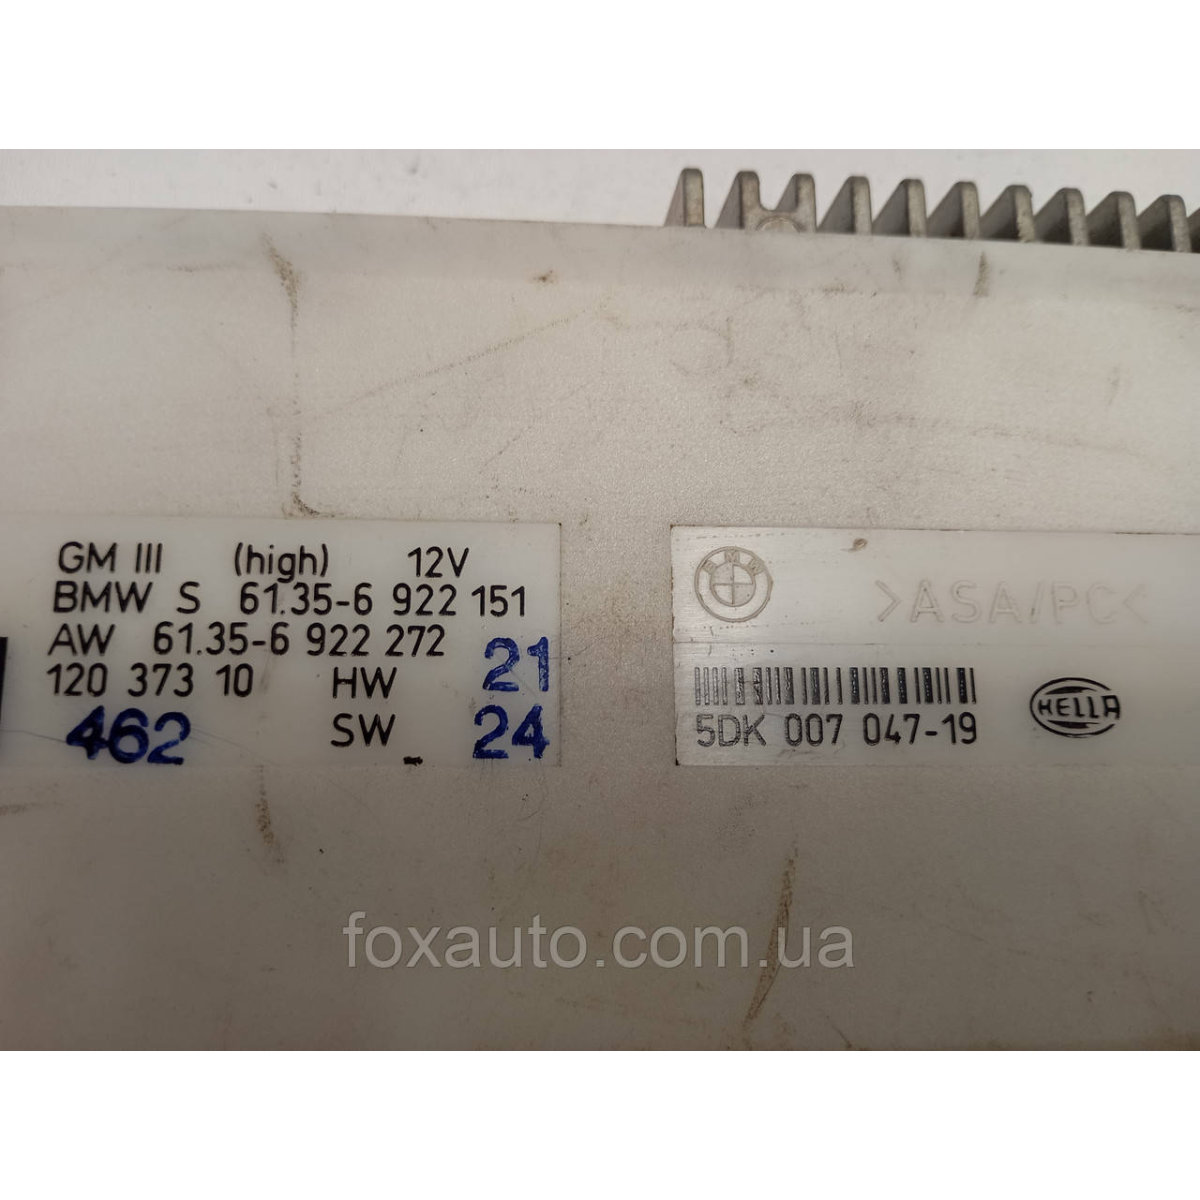 GM III (high) 12V
BMW S 61.35-6 922 151
AW 61.35-6 922 272
120 373 10 HW 21
462 SW 24
BMW
>ASA/PC<
5DK 007 047-19
HELLA
foxauto.com.ua